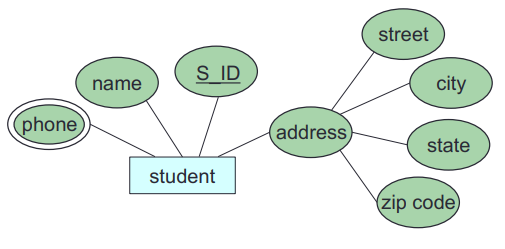 street
name
S_ID
city
phone
address
state
student
zip code